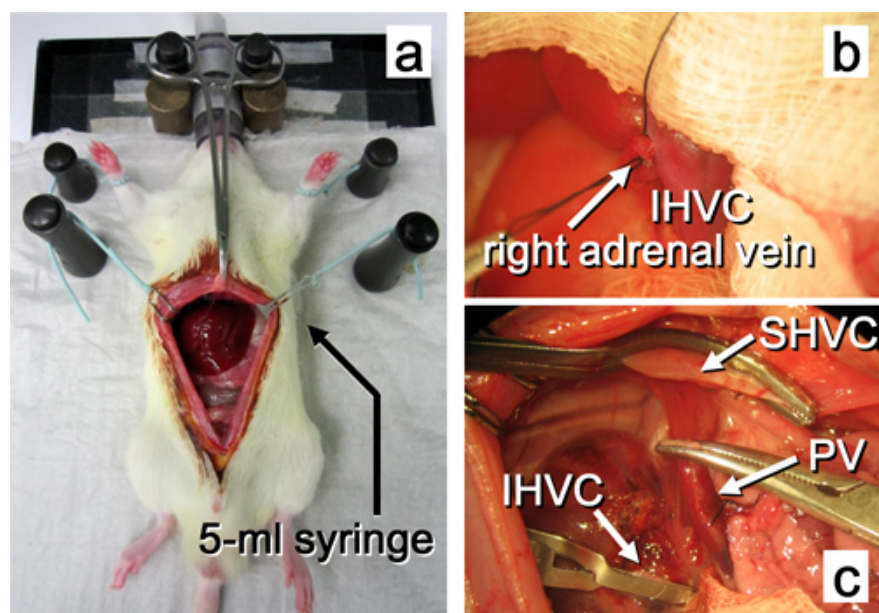 a
5-ml syringe
b
IHVC
right adrenal vein
SHVC
PV
IHVC
c